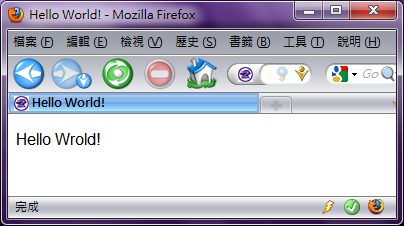 Hello World! - Mozilla Firefox
檔案 (F) 編輯 (E) 檢視 (V) 歷史 (S) 書籤 (B) 工具 (T) 說明 (H)
Go
Hello World!
Hello Wrold!
完成